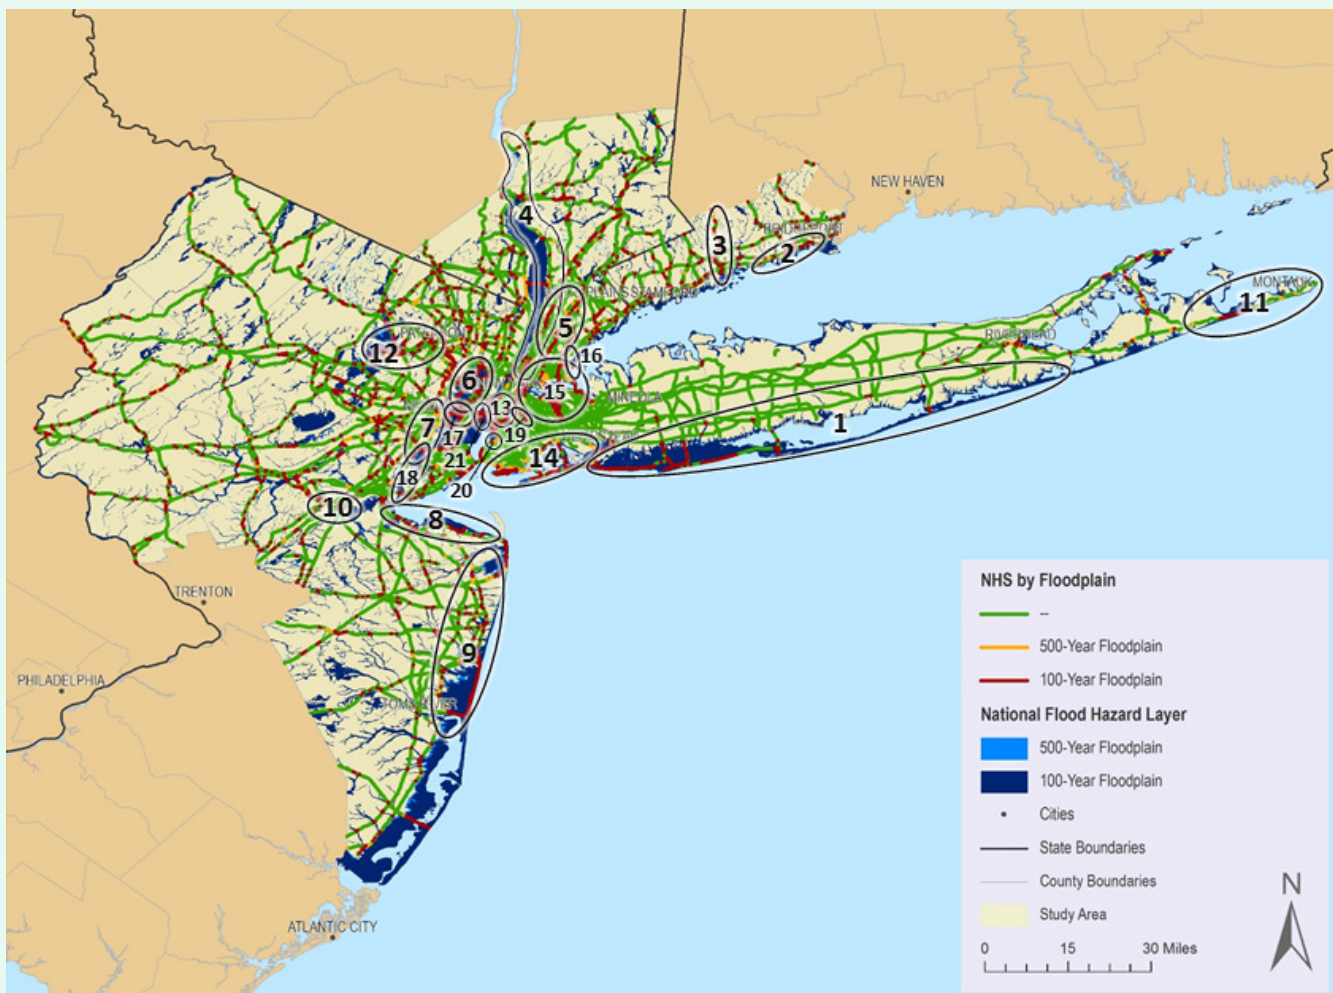 NEW HAVEN
4
3
2
MONTAUK
11
5
12
16
RIVERHEAD
6
15
MINEOLA
13
7
1
17
19
14
21
18
20
10
8
TRENTON
9
PHILADELPHIA
TOMS RIVER
ATLANTIC CITY
NHS by Floodplain
--
500-Year Floodplain
100-Year Floodplain
National Flood Hazard Layer
500-Year Floodplain
100-Year Floodplain
Cities
State Boundaries
County Boundaries
Study Area
N
0 15 30 Miles